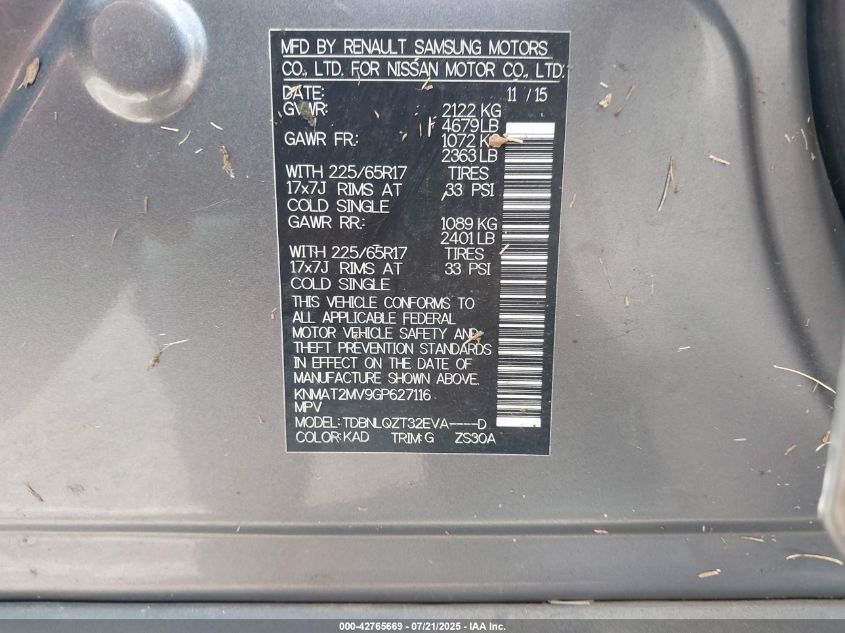 MFD BY RENAULT SAMSUNG MOTORS
CO., LTD. FOR NISSAN MOTOR CO., LTD.
DATE: 11 / 15
GVWR: 2122 KG
4679 LB
GAWR FR.: 1072 K
2363 LB
WITH 225/65R17 TIRES
17x7J RIMS AT 33 PSI
COLD SINGLE
GAWR RR.: 1089 KG
2401 LB
WITH 225/65R17 TIRES
17x7J RIMS AT 33 PSI
COLD SINGLE
THIS VEHICLE CONFORMS TO
ALL APPLICABLE FEDERAL
MOTOR VEHICLE SAFETY AND
THEFT PREVENTION STANDARDS
IN EFFECT ON THE DATE OF
MANUFACTURE SHOWN ABOVE.
KNMAT2MV9GP627116
MPV
MODEL: TDBNLQZT32EVA----D
COLOR: KAD TRIM: G ZS30A
000-42765669 - 07/21/2025 - IAA Inc.